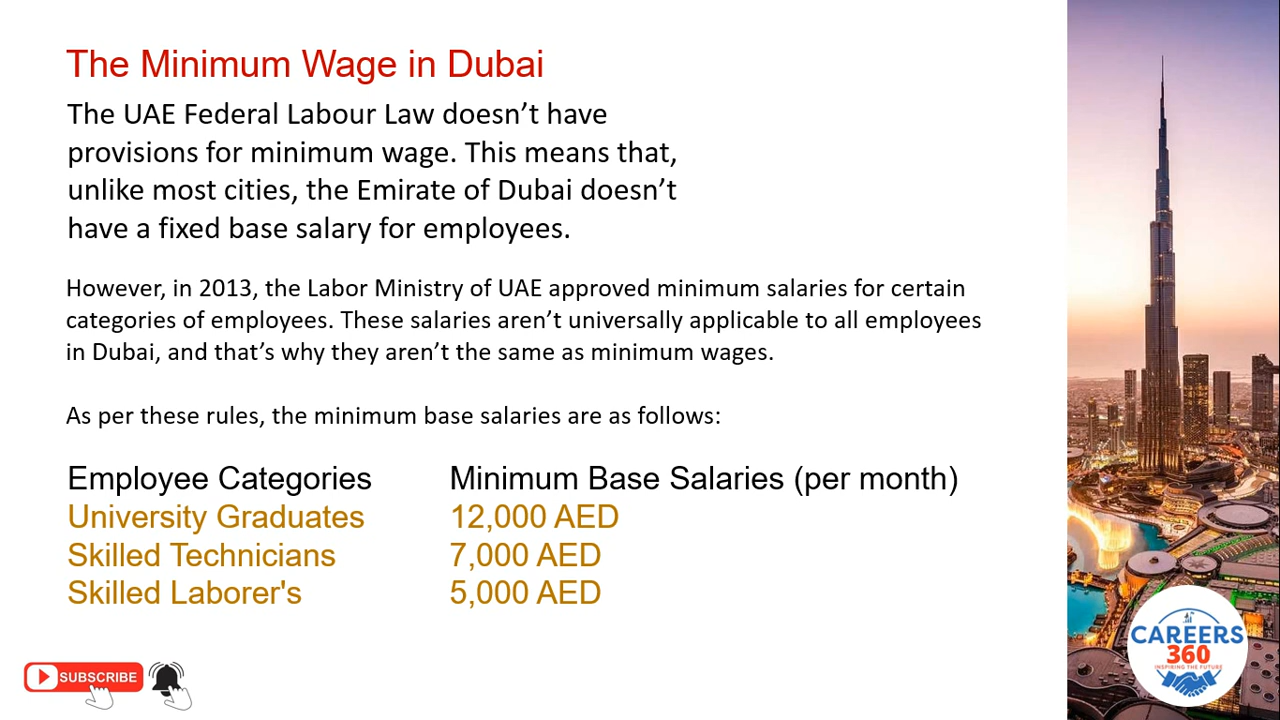 The Minimum Wage in Dubai
The UAE Federal Labour Law doesn’t have
provisions for minimum wage. This means that,
unlike most cities, the Emirate of Dubai doesn’t
have a fixed base salary for employees.
However, in 2013, the Labor Ministry of UAE approved minimum salaries for certain
categories of employees. These salaries aren’t universally applicable to all employees
in Dubai, and that’s why they aren’t the same as minimum wages.
As per these rules, the minimum base salaries are as follows:
Employee Categories Minimum Base Salaries (per month)
University Graduates 12,000 AED
Skilled Technicians 7,000 AED
Skilled Laborer's 5,000 AED
SUBSCRIBE
CAREERS
360
INSPIRING THE FUTURE